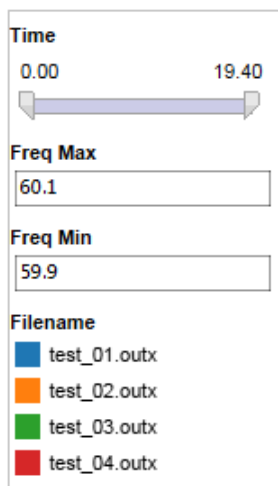 Time
0.00 19.40
Freq Max
60.1
Freq Min
59.9
Filename
test_01.outx
test_02.outx
test_03.outx
test_04.outx